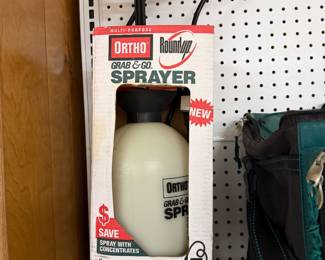 MULTI-PURPOSE
ORTHO Roundup
GRAB & GO.
SPRAYER
NEW
ORTHO
GRAB & GO
SPR
$
SAVE
SPRAY WITH
CONCENTRATES